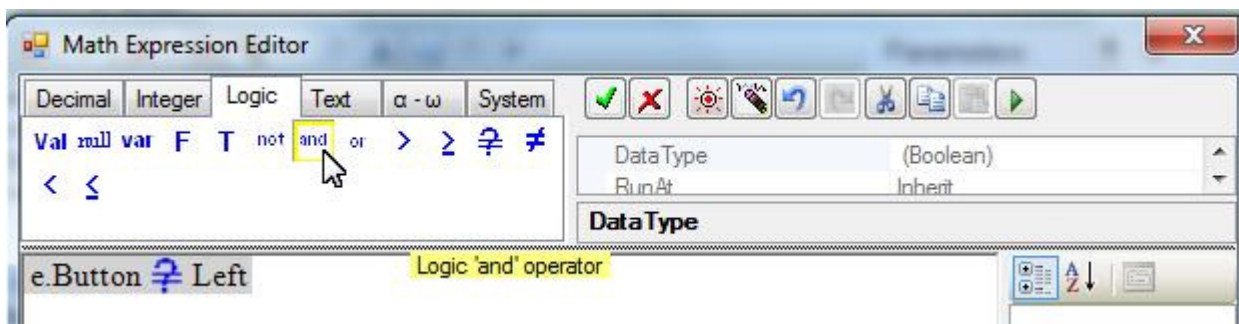 Math Expression Editor
Decimal Integer Logic Text α - ω System
Val null var F T not and or > ≥ ≟ ≠
< ≤
DataType (Boolean)
RunAt Inherit
DataType
Logic 'and' operator
e.Button ≟ Left
A
Z